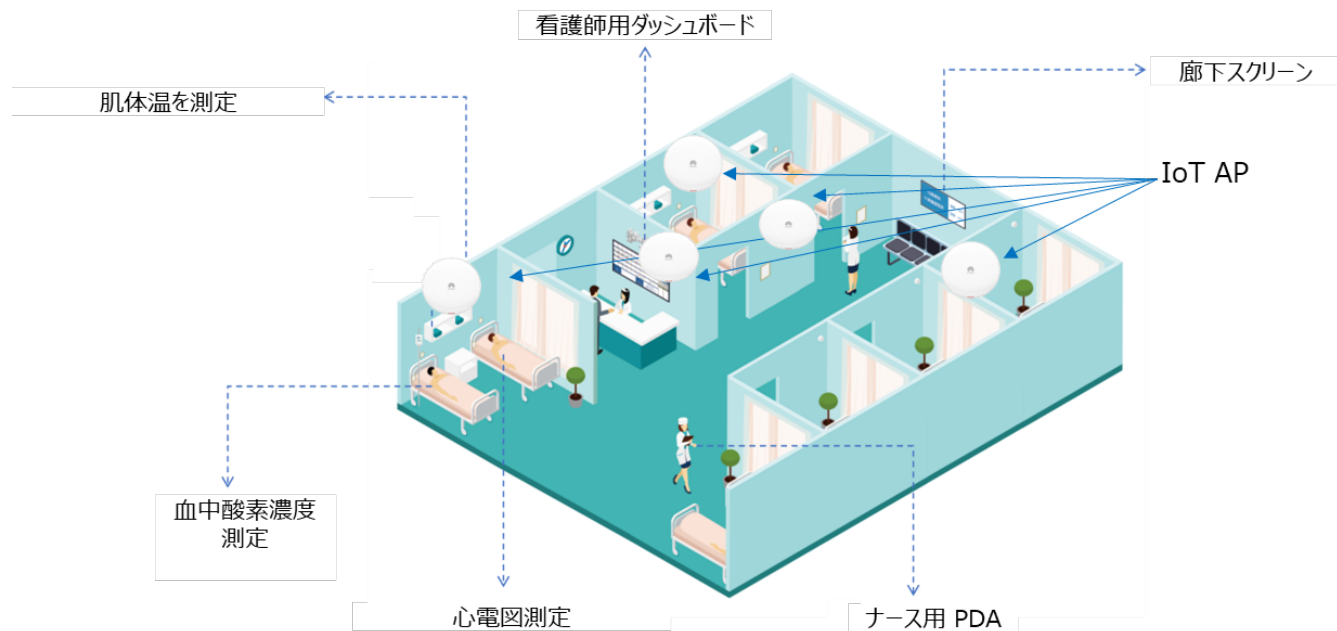 看護師用ダッシュボード
廊下スクリーン
肌体温を測定
IoT AP
血中酸素濃度
測定
心電図測定
ナース用 PDA